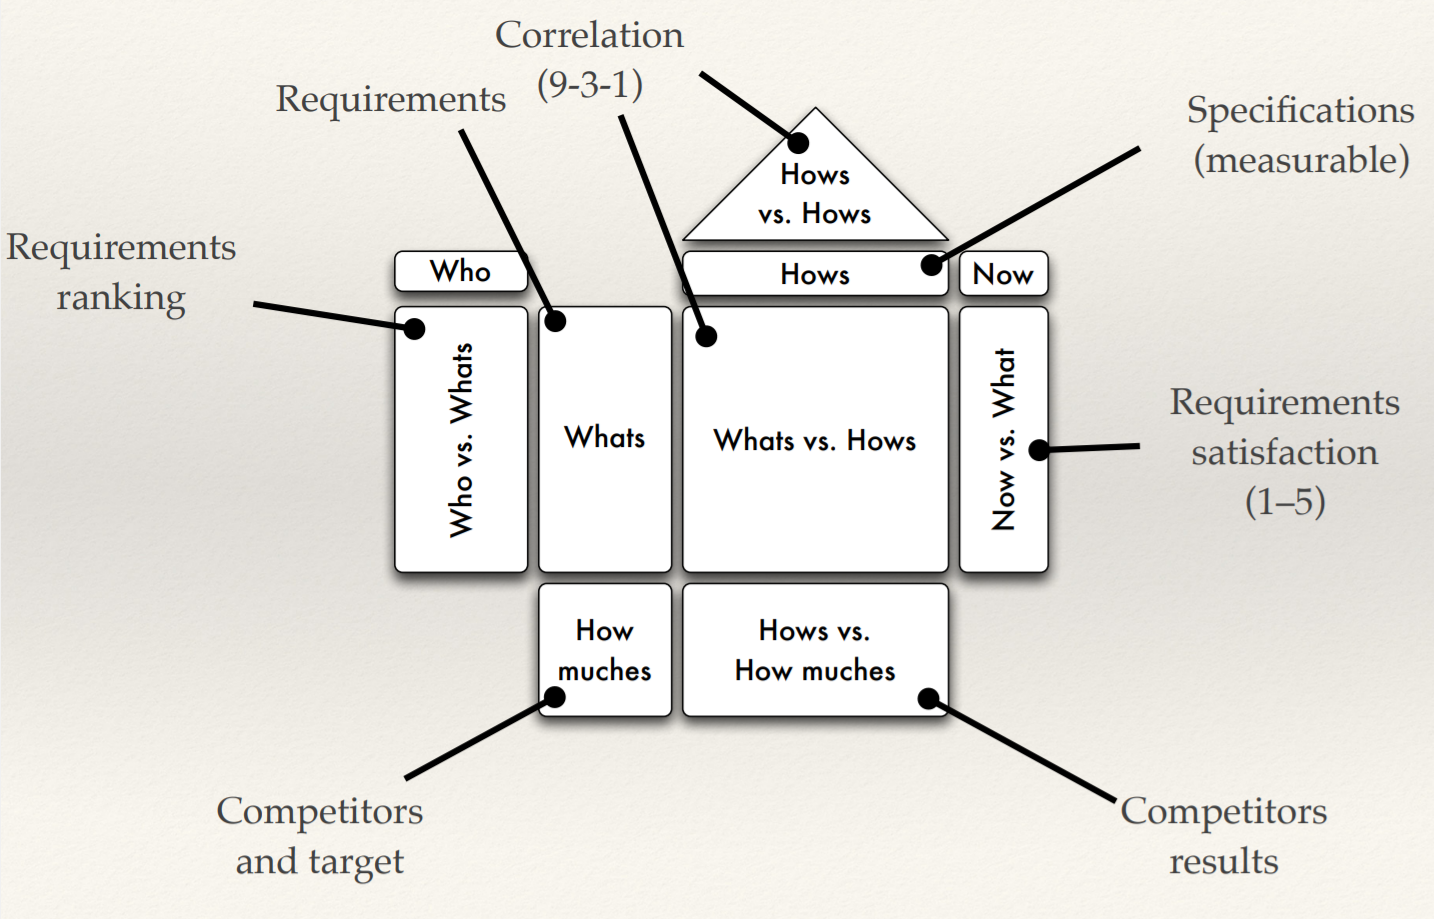 Correlation
(9-3-1)
Requirements
Specifications
(measurable)
Hows
vs. Hows
Requirements
ranking
Who
Hows
Now
Who vs. Whats
Whats
Whats vs. Hows
Now vs. What
Requirements
satisfaction
(1–5)
How
muches
Hows vs.
How muches
Competitors
and target
Competitors
results